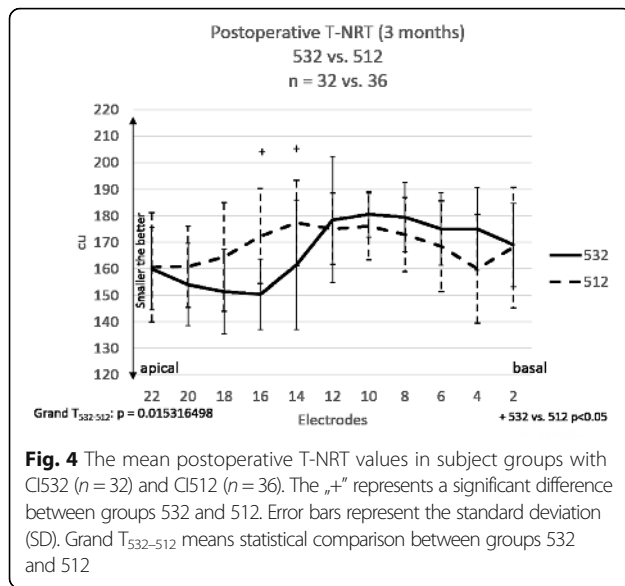 Postoperative T-NRT (3 months)
532 vs. 512
n = 32 vs. 36
220
210
200
190
180
170
160
150
140
130
120
cu
Smaller the better
+ +
532
512
apical basal
22 20 18 16 14 12 10 8 6 4 2
Grand T532-512: p = 0.015316498
Electrodes
+ 532 vs. 512 p<0.05
Fig. 4 The mean postoperative T-NRT values in subject groups with
CI532 (n = 32) and CI512 (n = 36). The „+” represents a significant difference
between groups 532 and 512. Error bars represent the standard deviation
(SD). Grand T532–512 means statistical comparison between groups 532
and 512